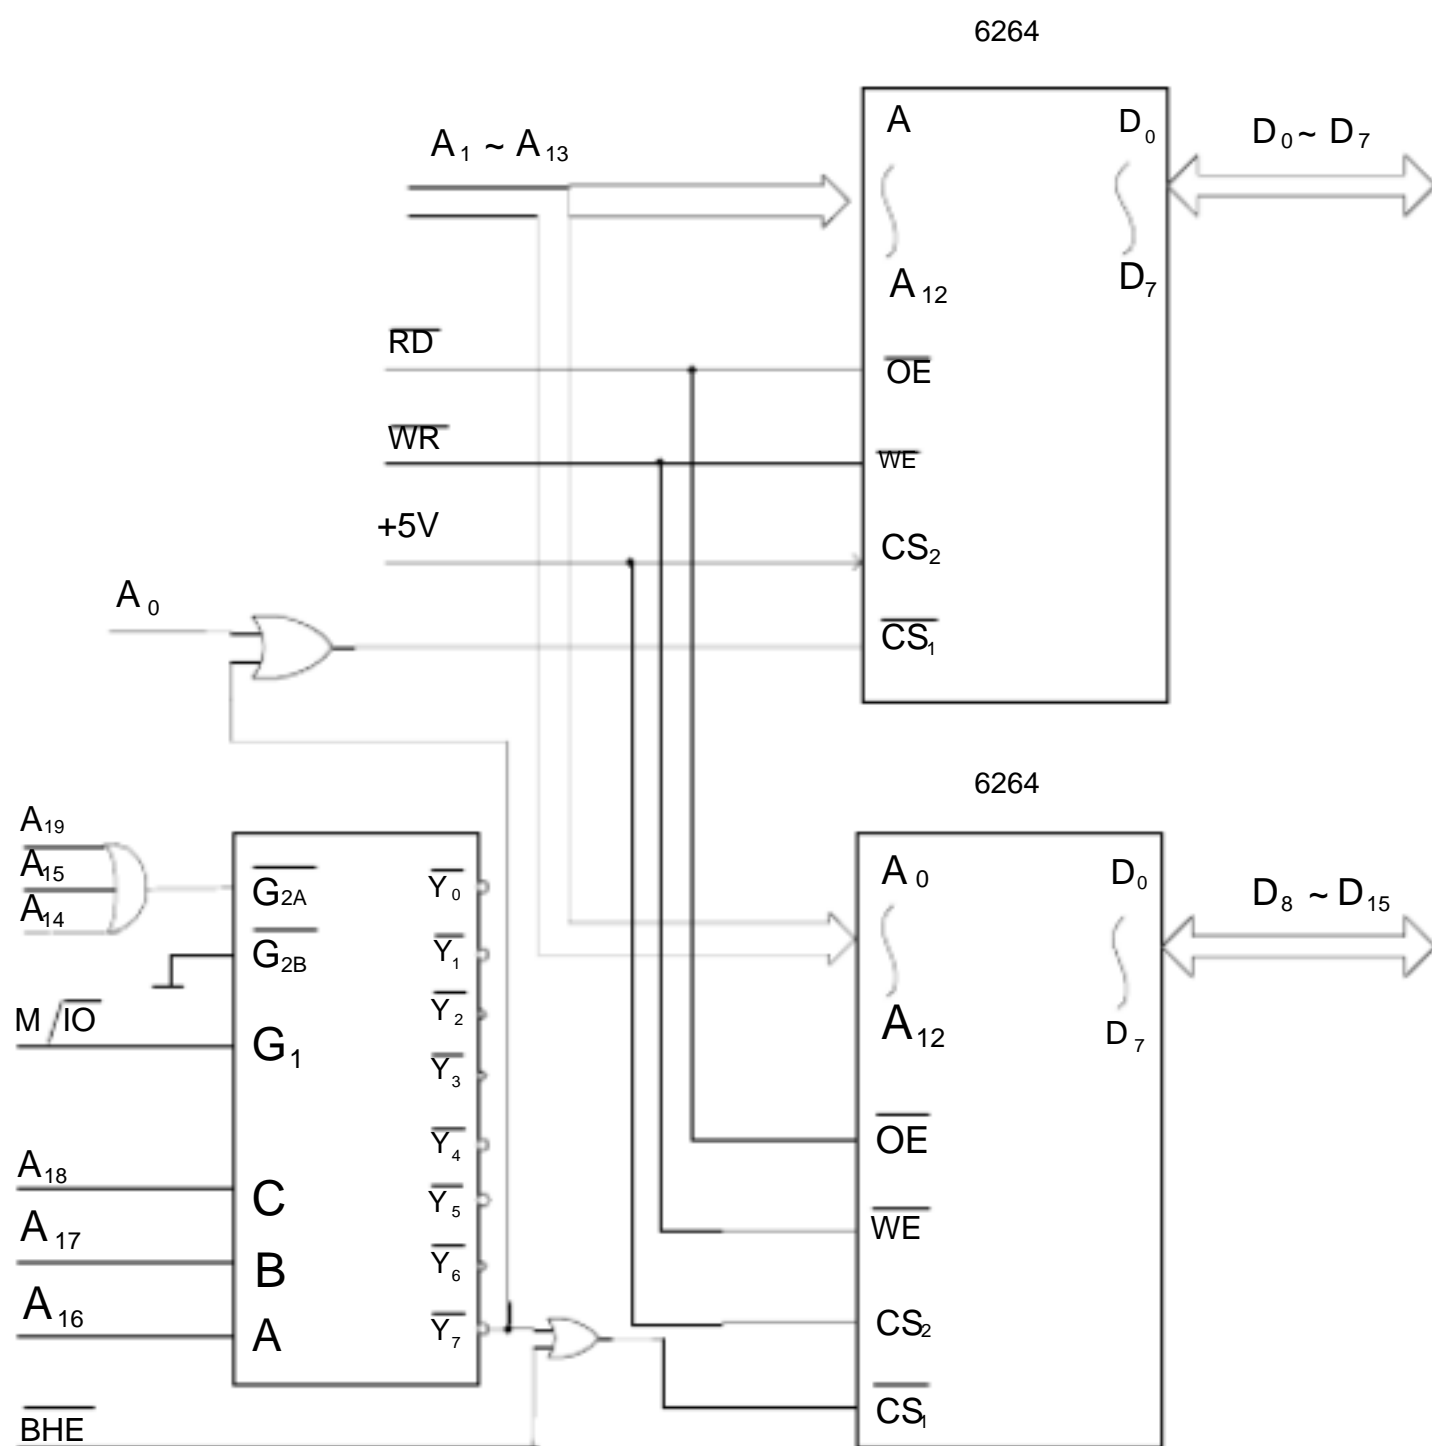 6264
A
D0
D0 ~ D7
A1 ~ A13
A12
D7
RD
OE
WR
WE
+5V
CS2
A0
CS1
6264
A19
A15
A14
G2A
Y0
A0
D0
D8 ~ D15
G2B
Y1
M/IO
G1
Y2
A12
D7
Y3
Y4
OE
A18
C
Y5
WE
A17
B
Y6
A16
A
Y7
CS2
BHE
CS1